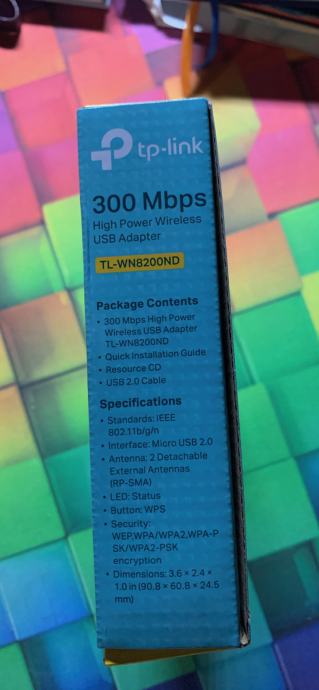 tp-link
300 Mbps
High Power Wireless
USB Adapter
TL-WN8200ND
Package Contents
• 300 Mbps High Power
Wireless USB Adapter
TL-WN8200ND
• Quick Installation Guide
• Resource CD
• USB 2.0 Cable
Specifications
• Standards: IEEE
802.11b/g/n
• Interface: Micro USB 2.0
• Antenna: 2 Detachable
External Antennas
(RP-SMA)
• LED: Status
• Button: WPS
• Security:
WEP,WPA/WPA2,WPA-P
SK/WPA2-PSK
encryption
• Dimensions: 3.6 × 2.4 ×
1.0 in (90.8 × 60.8 × 24.5
mm)